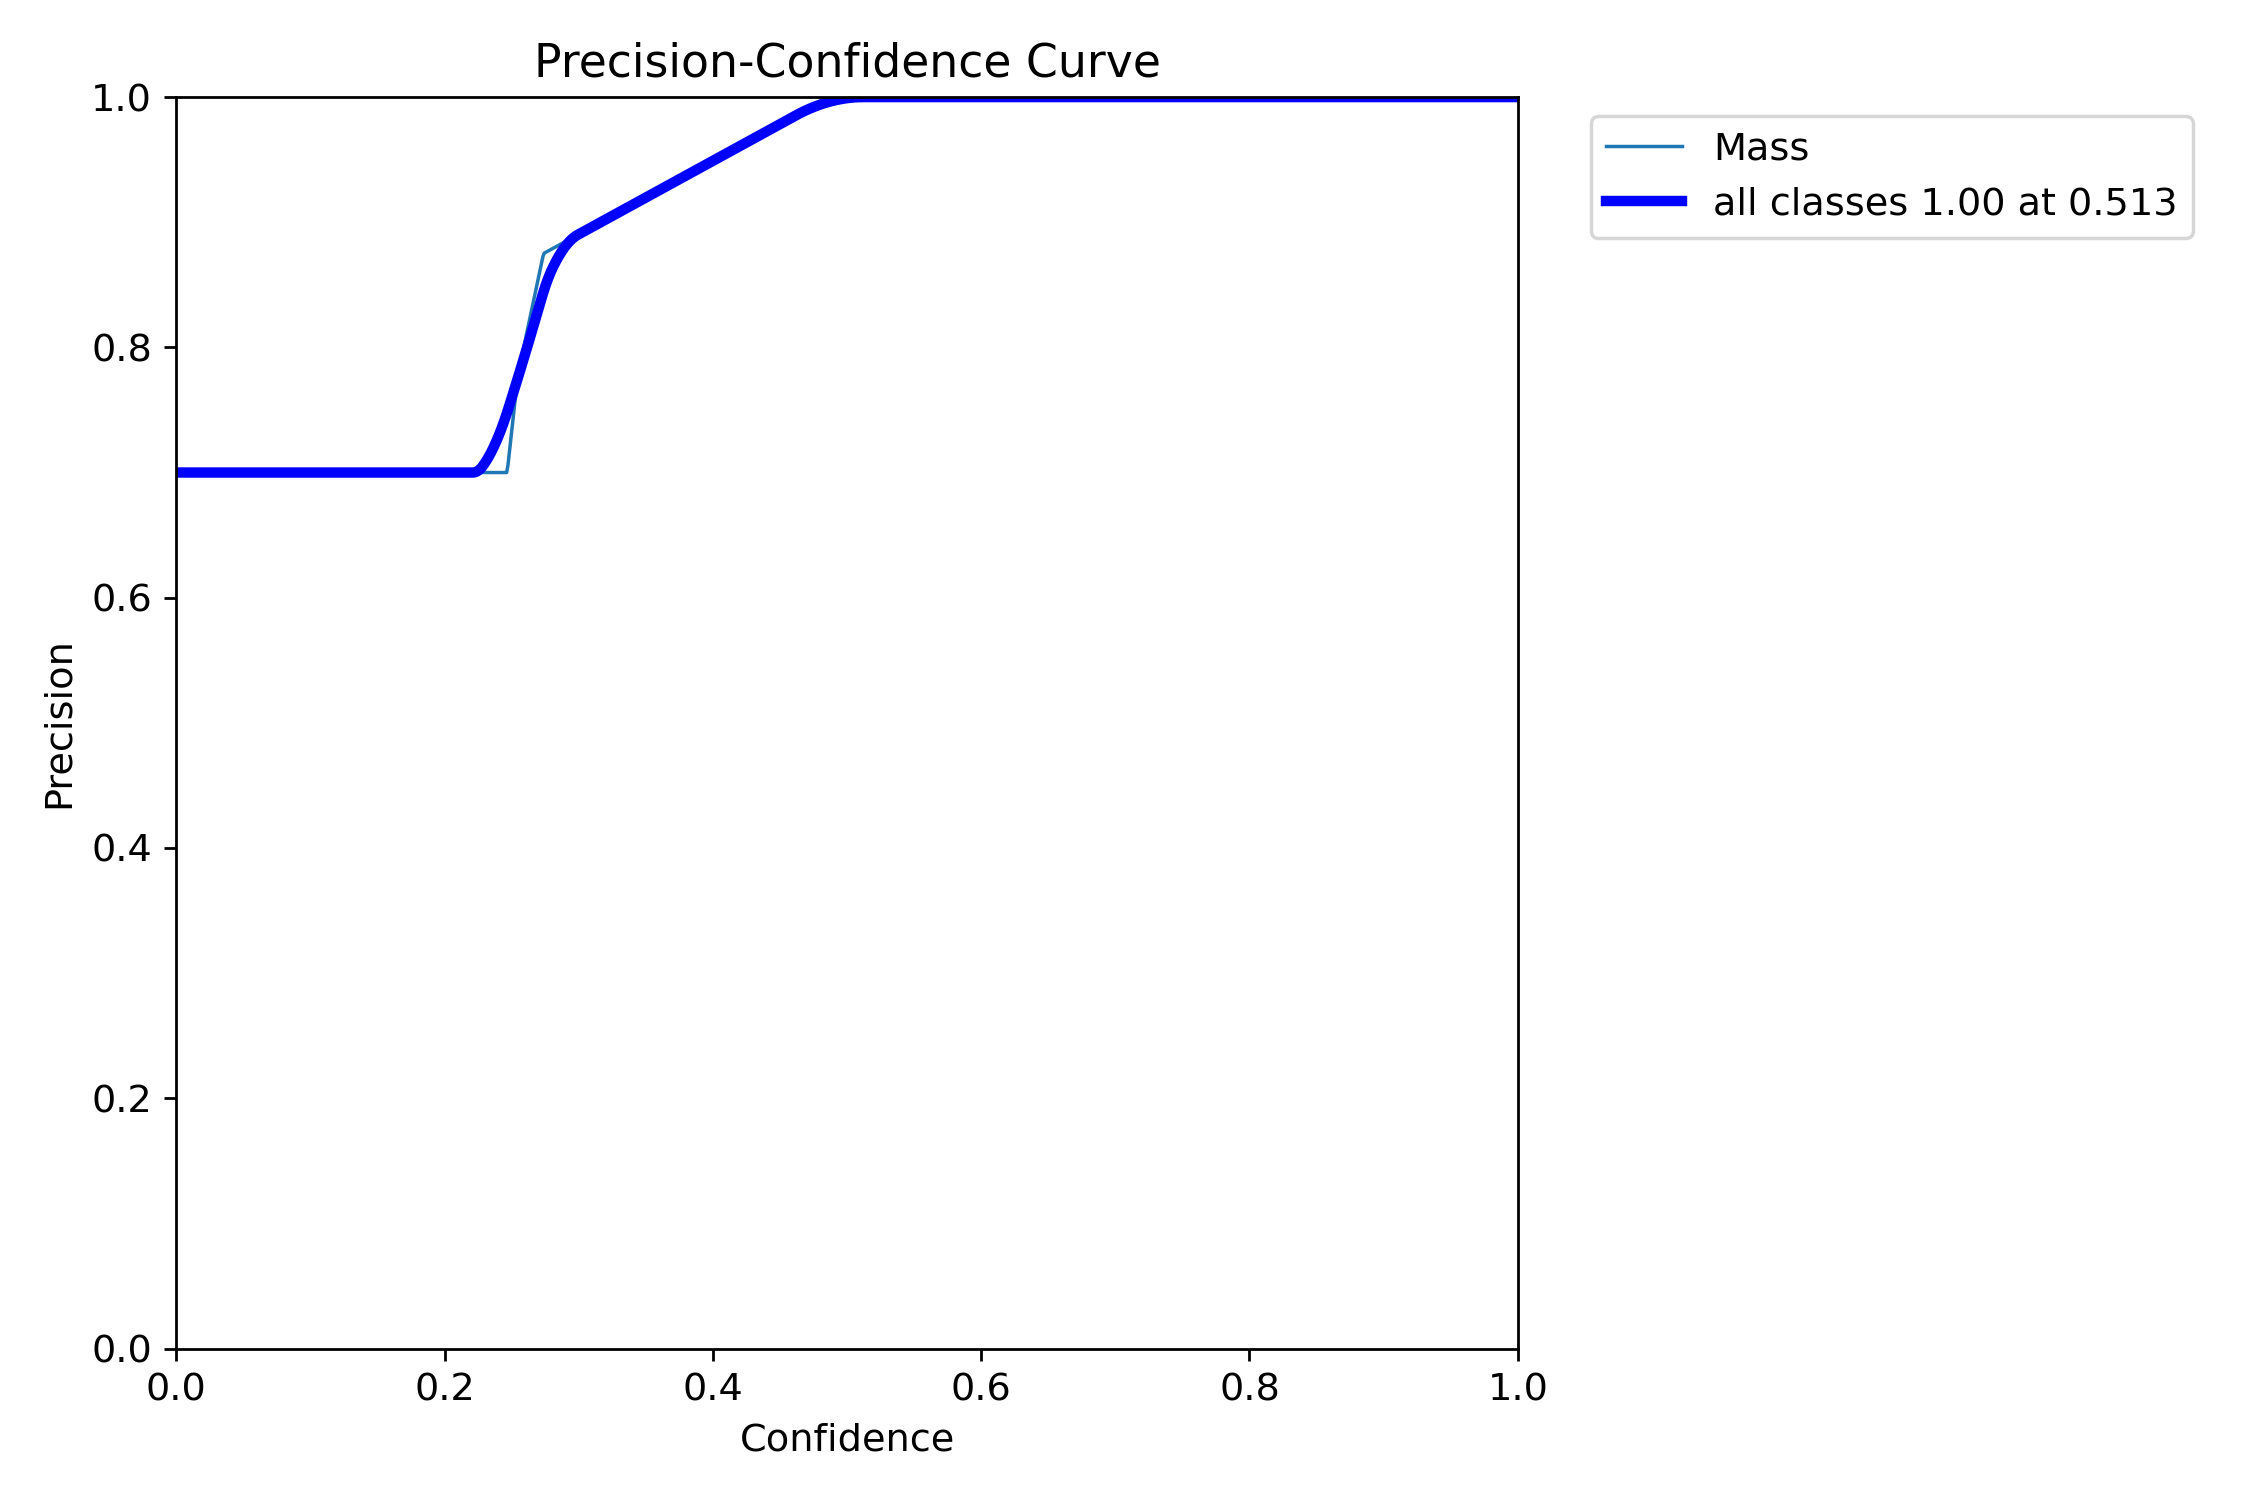 Precision-Confidence Curve
1.0
0.8
0.6
0.4
0.2
0.0
Precision
0.0 0.2 0.4 0.6 0.8 1.0
Confidence
Mass
all classes 1.00 at 0.513